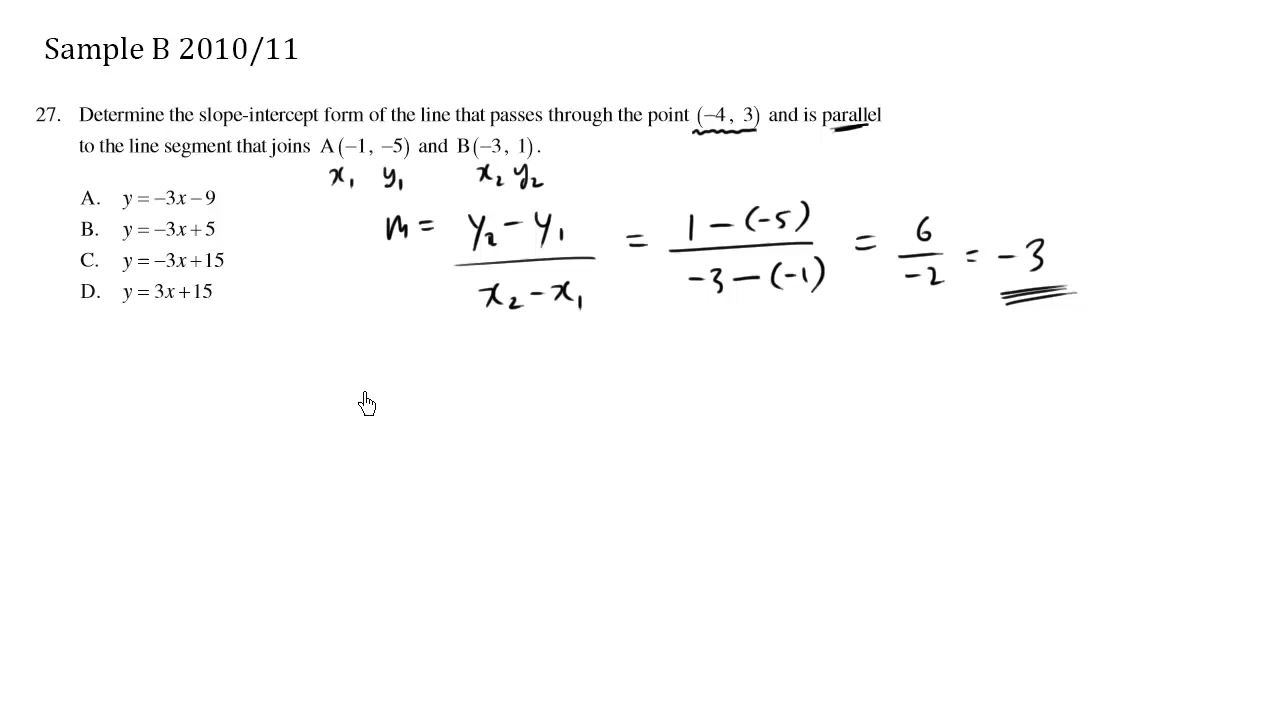 Sample B 2010/11
27. Determine the slope-intercept form of the line that passes through the point (−4, 3) and is parallel
to the line segment that joins A(−1, −5) and B(−3, 1).
x₁ y₁ x₂ y₂
A. y = −3x − 9
B. y = −3x + 5
C. y = −3x + 15
D. y = 3x + 15
m = (y₂ − y₁)/(x₂ − x₁) = (1 − (−5))/(−3 − (−1)) = 6/−2 = −3